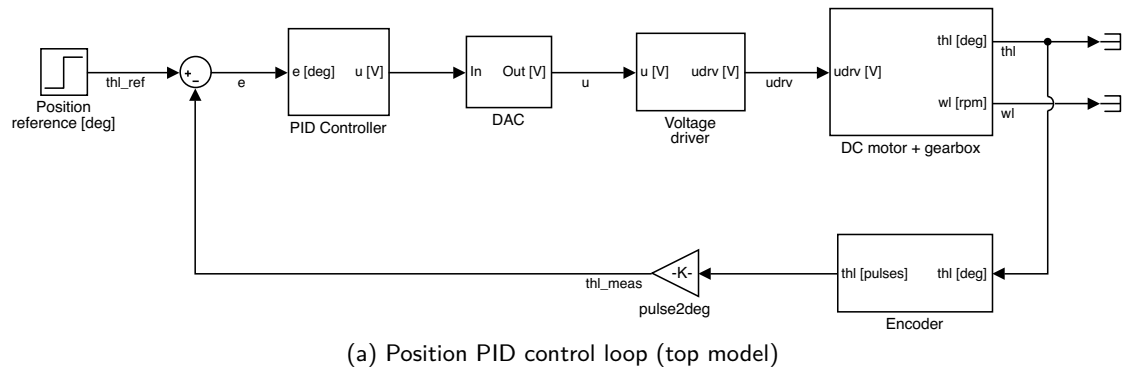 thl_ref
Position
reference [deg]
+
−
e
e [deg]
u [V]
PID Controller
In
Out [V]
DAC
u
u [V]
udrv [V]
Voltage
driver
udrv
udrv [V]
thl [deg]
wl [rpm]
DC motor + gearbox
thl
wl
thl_meas
-K-
pulse2deg
thl [pulses]
thl [deg]
Encoder
(a) Position PID control loop (top model)